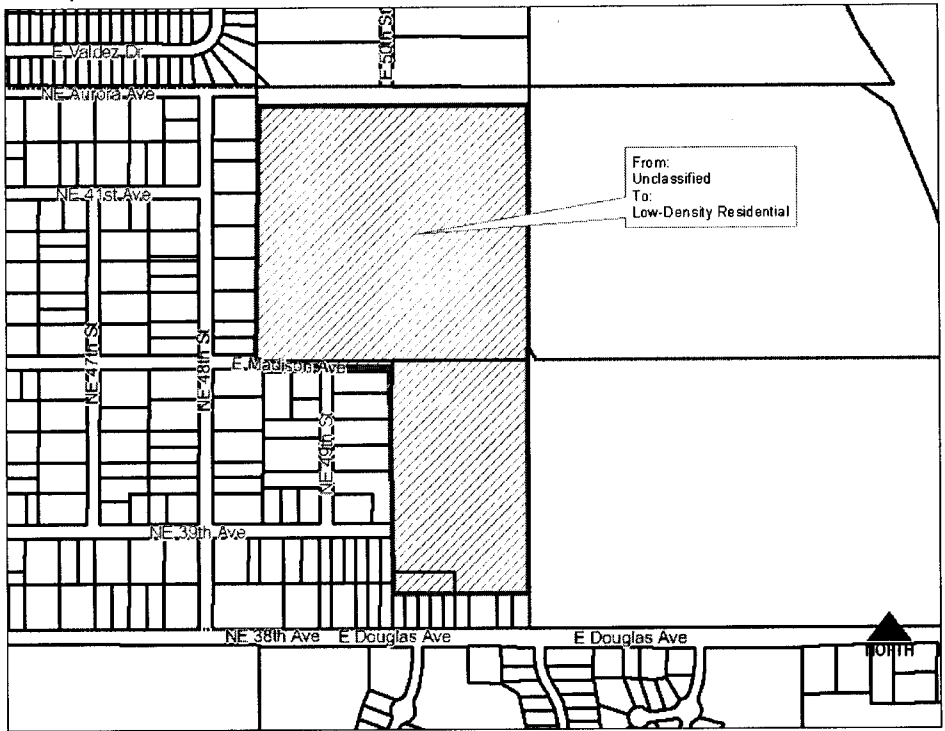 E Valdez Dr
E 50th St
NE Aurora Ave
From:
Unclassified
To:
Low-Density Residential
NE 41st Ave
NE 47th St
NE 48th St
E Madison Ave
NE 49th St
NE 39th Ave
NE 38th Ave
E Douglas Ave
E Douglas Ave
NORTH